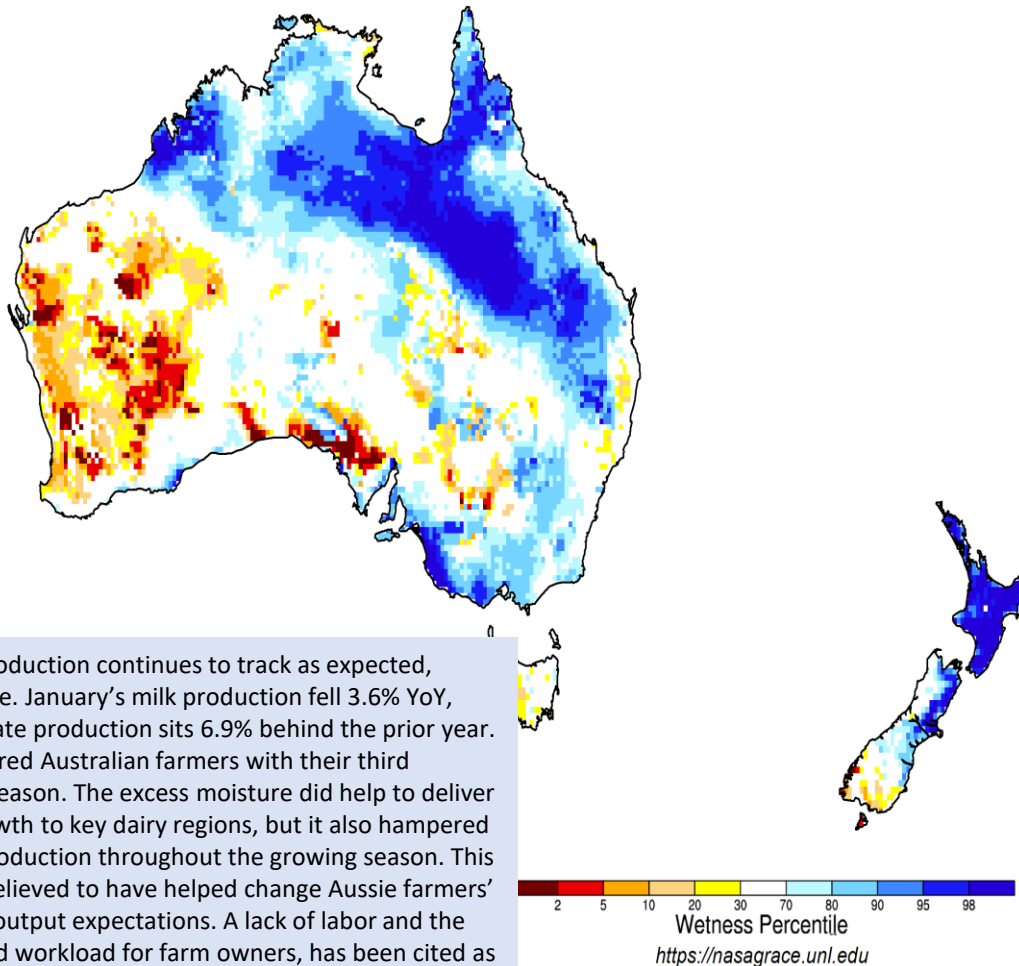 oduction continues to track as expected,
e. January’s milk production fell 3.6% YoY,
ate production sits 6.9% behind the prior year.
red Australian farmers with their third
eason. The excess moisture did help to deliver
wth to key dairy regions, but it also hampered
oduction throughout the growing season. This
elieved to have helped change Aussie farmers’
output expectations. A lack of labor and the
d workload for farm owners, has been cited as
2 5 10 20 30 70 80 90 95 98
Wetness Percentile
https://nasagrace.unl.edu